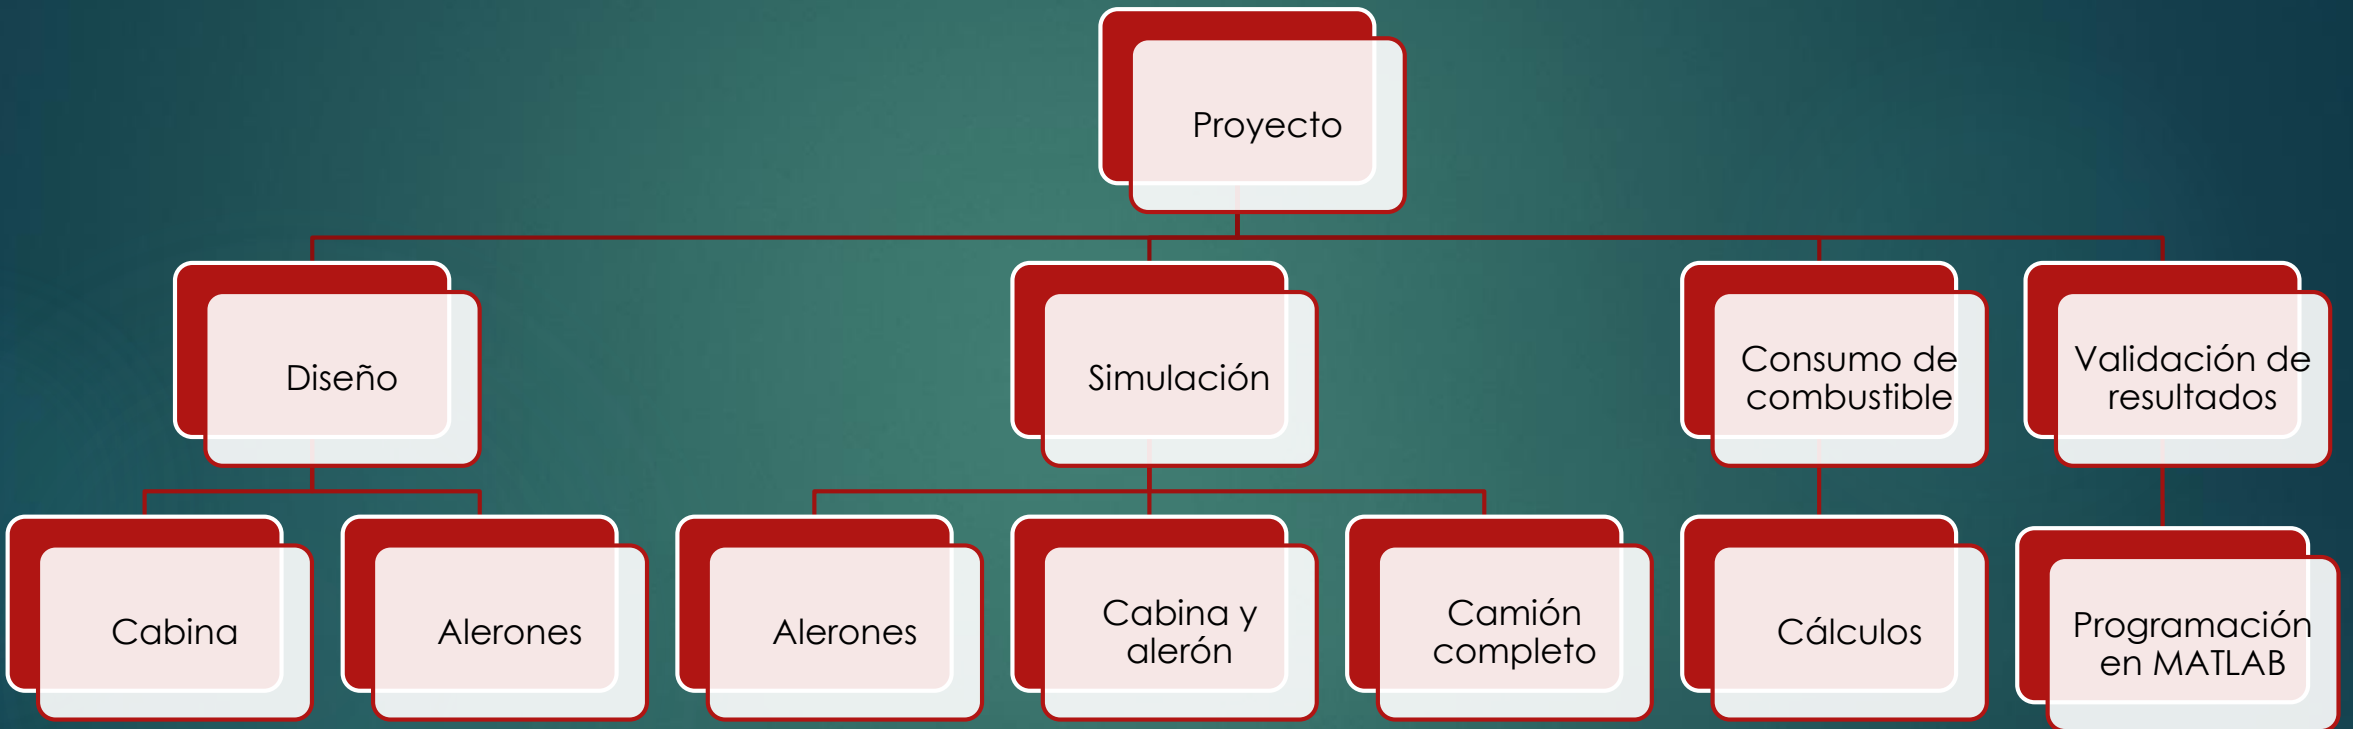 Proyecto
Diseño
Simulación
Consumo de
combustible
Validación de
resultados
Cabina
Alerones
Alerones
Cabina y
alerón
Camión
completo
Cálculos
Programación
en MATLAB